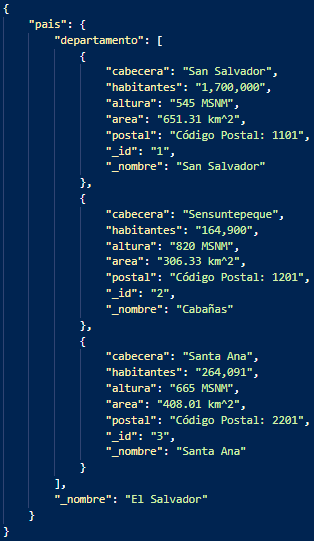 {
    "pais": {
        "departamento": [
            {
                "cabecera": "San Salvador",
                "habitantes": "1,700,000",
                "altura": "545 MSNM",
                "area": "651.31 km^2",
                "postal": "Código Postal: 1101",
                "_id": "1",
                "_nombre": "San Salvador"
            },
            {
                "cabecera": "Sensuntepeque",
                "habitantes": "164,900",
                "altura": "820 MSNM",
                "area": "306.33 km^2",
                "postal": "Código Postal: 1201",
                "_id": "2",
                "_nombre": "Cabañas"
            },
            {
                "cabecera": "Santa Ana",
                "habitantes": "264,091",
                "altura": "665 MSNM",
                "area": "408.01 km^2",
                "postal": "Código Postal: 2201",
                "_id": "3",
                "_nombre": "Santa Ana"
            }
        ],
        "_nombre": "El Salvador"
    }
}